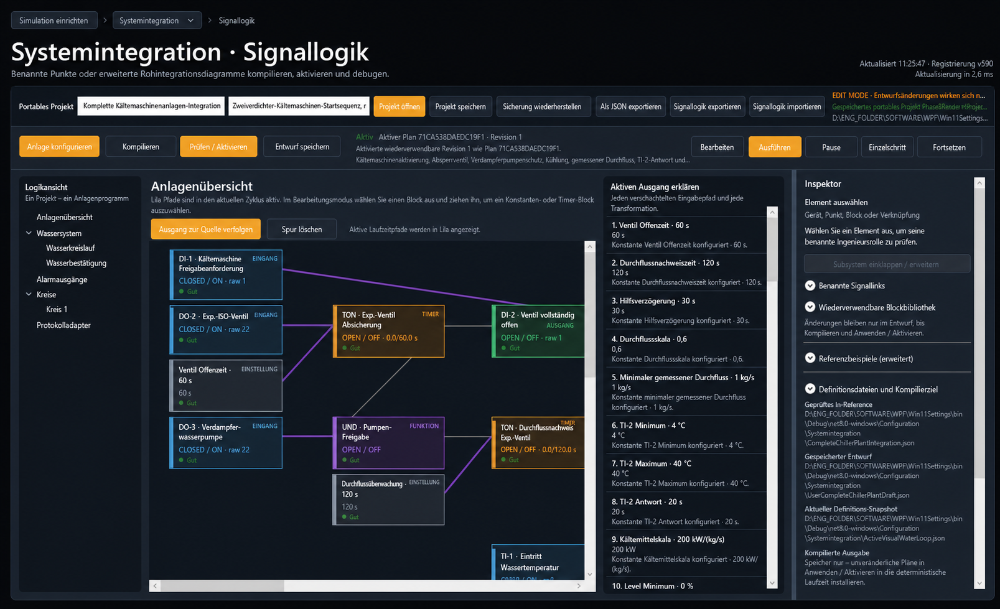 Simulation einrichten
Systemintegration
Signallogik
Systemintegration · Signallogik
Benannte Punkte oder erweiterte Rohintegrationsdiagramme kompilieren, aktivieren und debugen.
Aktualisiert 11:25:47 · Registrierung v590
Aktualisierung in 2,6 ms
Portables Projekt
Komplette Kältemaschinenanlagen-Integration
Zweiverdichter-Kältemaschinen-Startsequenz, r
Projekt öffnen
Projekt speichern
Sicherung wiederherstellen
Als JSON exportieren
Signallogik exportieren
Signallogik importieren
EDIT MODE · Entwurfsänderungen wirken sich n...
Gespeichertes portables Projekt
D:\ENG_FOLDER\SOFTWARE\WPF\Win11Settings...
Anlage konfigurieren
Kompilieren
Prüfen / Aktivieren
Entwurf speichern
Aktiv Aktiver Plan 71CA538DAEDC19F1 · Revision 1
Aktivierte wiederverwendbare Revision 1 wie Plan 71CA538DAEDC19F1.
Kältemaschinenaktivierung, Absperrventil, Verdampferpumpenschutz, Kühlung, gemessener Durchfluss, TI-2-Antwort und...
Bearbeiten
Ausführen
Pause
Einzelschritt
Fortsetzen
Logikansicht
Ein Projekt – ein Anlagenprogramm
Anlagenübersicht
Wassersystem
Wasserkreislauf
Wasserbestätigung
Alarmausgänge
Kreise
Kreis 1
Protokolladapter
Anlagenübersicht
Lila Pfade sind in den aktuellen Zyklus aktiv. Im Bearbeitungsmodus wählen Sie einen Block aus und ziehen ihn, um ein Konstanten- oder Timer-Block
auszuwählen.
Ausgang zur Quelle verfolgen
Spur löschen
Aktive Laufzeitpfade werden in Lila angezeigt.
DI-1 · Kältemaschine
EINGANG
Freigabeanforderung
CLOSED / ON · raw 1
Gut
DO-2 · Exp.-ISO-Ventil
EINGANG
CLOSED / ON · raw 22
Gut
Ventil Offenzeit ·
EINSTELLUNG
60 s
60 s
Gut
DO-3 · Verdampfer-
EINGANG
wasserpumpe
CLOSED / ON · raw 22
Gut
TON · Exp.-Ventil
TIMER
Absicherung
OPEN / OFF · 0.0/60.0 s
Gut
UND · Pumpen-
FUNKTION
Freigabe
OPEN / OFF
Gut
Durchflussüberwachung ·
EINSTELLUNG
120 s
120 s
Gut
DI-2 · Ventil vollständig
offen
AUSGANG
OPEN / OFF · raw 1
Gut
TIMER
TON · Durchflussnachweis
Exp.-Ventil
OPEN / OFF · 0.0/120.0 s
Gut
TI-1 · Eintritt
Wassertemperatur
Aktiven Ausgang erklären
Jeden verschachtelten Eingabepfad und jede
Transformation.
1. Ventil Offenzeit · 60 s
60 s
Konstante Ventil Offenzeit konfiguriert · 60 s.
2. Durchflussnachweiszeit · 120 s
120 s
Konstante Durchflussnachweiszeit konfiguriert · 120 s.
3. Hilfsverzögerung · 30 s
30 s
Konstante Hilfsverzögerung konfiguriert · 30 s.
4. Durchflussskala · 0,6
0,6
Konstante Durchflussskala konfiguriert · 0,6.
5. Minimaler gemessener Durchfluss · 1 kg/s
1 kg/s
Konstante minimaler gemessener Durchfluss
konfiguriert · 1 kg/s.
6. TI-2 Minimum · 4 °C
4 °C
Konstante TI-2 Minimum konfiguriert · 4 °C.
7. TI-2 Maximum · 40 °C
40 °C
Konstante TI-2 Maximum konfiguriert · 40 °C.
8. TI-2 Antwort · 20 s
20 s
Konstante TI-2 Antwort konfiguriert · 20 s.
9. Kältemittelskala · 200 kW/(kg/s)
200 kW
Konstante Kältemittelskala konfiguriert · 200 kW/
(kg/s).
10. Level Minimum · 0 %
Inspektor
Element auswählen
Gerät, Punkt, Block oder Verknüpfung
Wählen Sie ein Element aus, um seine
benannte Ingenieursrolle zu prüfen.
Subsystem einklappen / erweitern
Benannte Signallinks
Wiederverwendbare Blockbibliothek
Änderungen bleiben nur im Entwurf, bis
Kompilieren und Anwenden / Aktivieren.
Referenzbeispiele (erweitert)
Definitionsdateien und Kompilierziel
Geprüftes In-Reference
D:\ENG_FOLDER\SOFTWARE\WPF\Win11Settings\bin
\Debug\net8.0-windows\Configuration
\Systemintegration
\CompleteChillerPlantIntegration.json
Gespeicherter Entwurf
D:\ENG_FOLDER\SOFTWARE\WPF\Win11Settings\bin
\Debug\net8.0-windows\Configuration
\Systemintegration
\UserCompleteChillerPlantDraft.json
Aktueller Definitions-Snapshot
D:\ENG_FOLDER\SOFTWARE\WPF\Win11Settings\bin
\Debug\net8.0-windows\Configuration
\Systemintegration\ActiveVisualWaterLoop.json
Kompilierte Ausgabe
Speicher nur – unveränderliche Pläne in
Anwenden / Aktivieren in die deterministische
Laufzeit installieren.